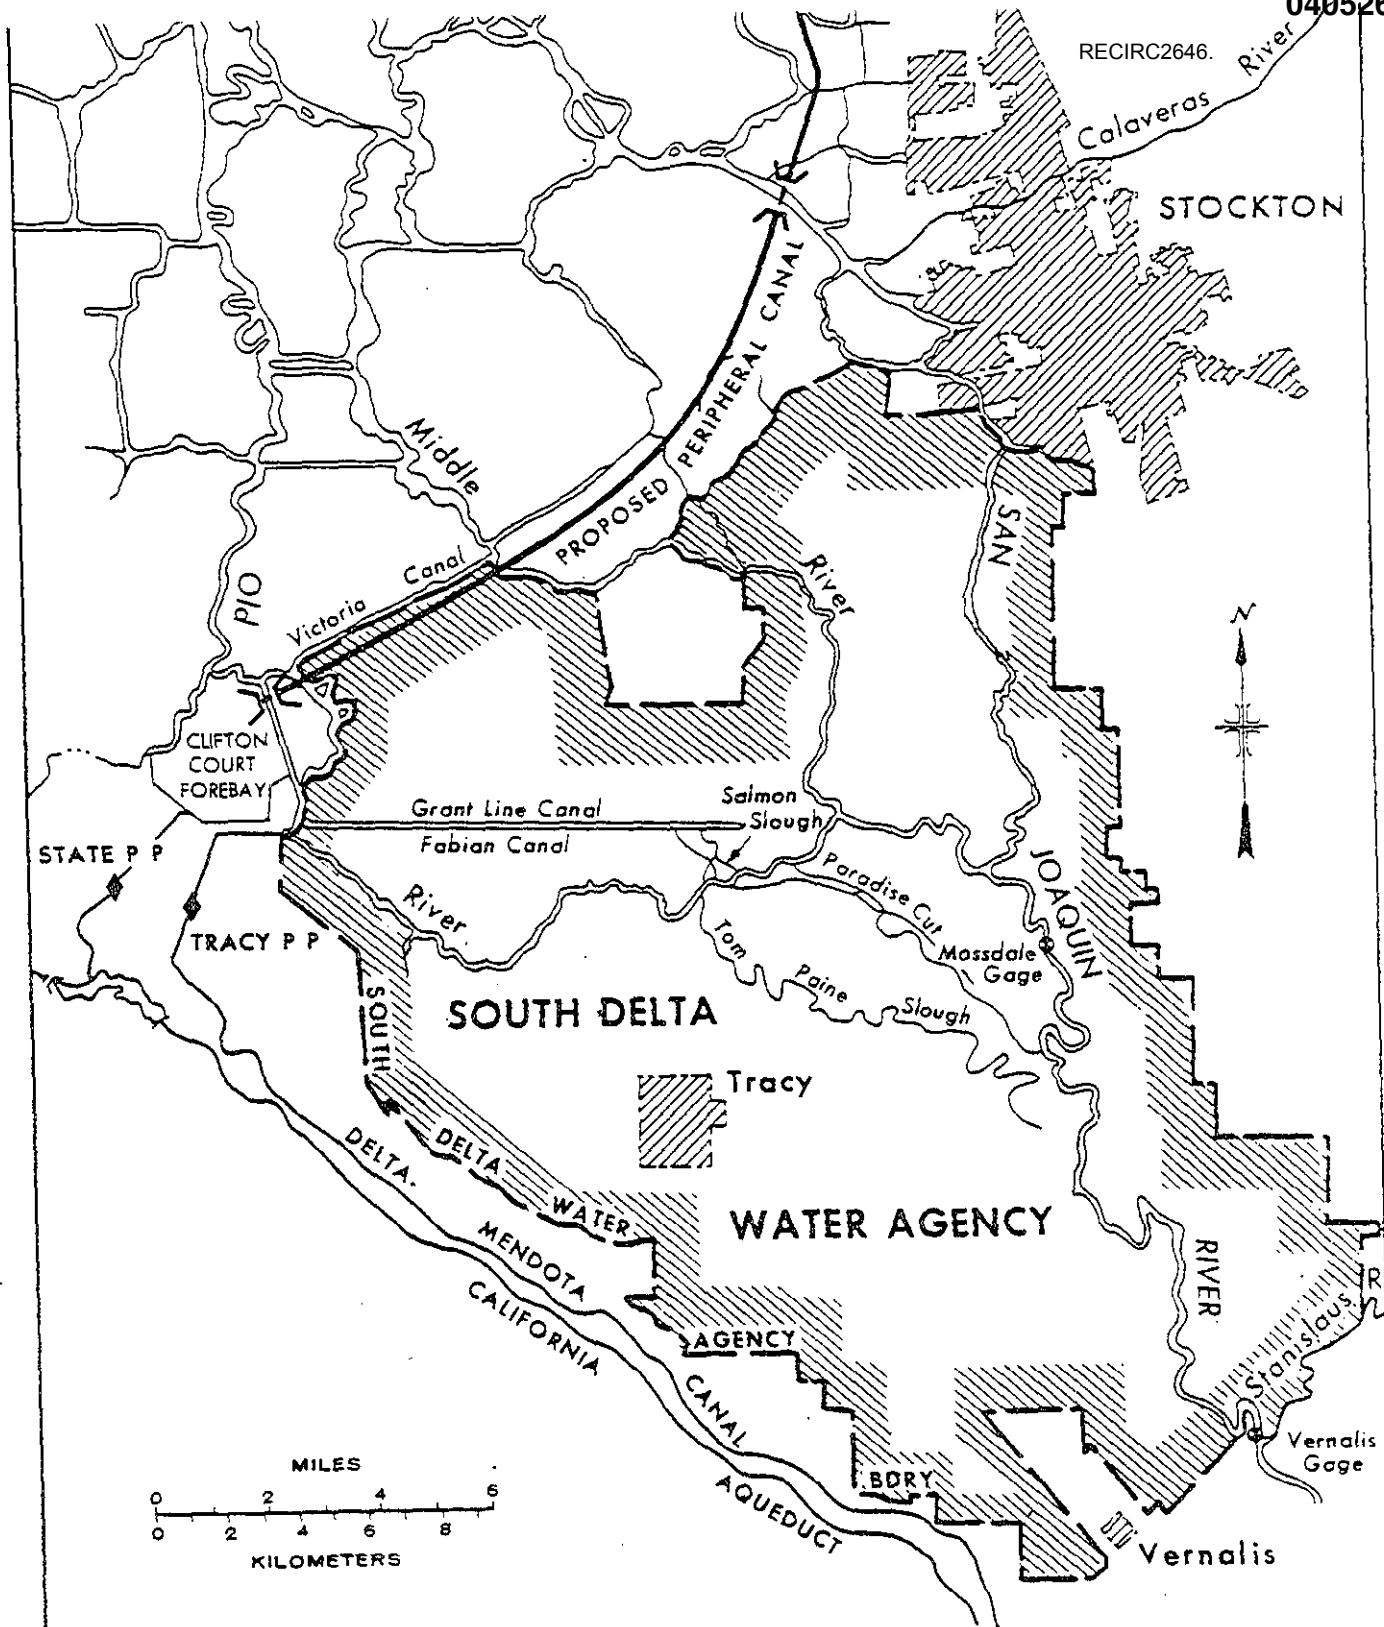 040526
RECIRC2646.
River
Calaveras
STOCKTON
PROPOSED PERIPHERAL CANAL
Middle
River
SAN
JOAQUIN
RIVER
Victoria Canal
OLD
CLIFTON
COURT
FOREBAY
N
Grant Line Canal
Fabian Canal
Salmon
Slough
STATE P P
TRACY P P
River
Paradise Cut
Mossdale
Gage
Tom Paine Slough
SOUTH DELTA
WATER AGENCY
Tracy
SOUTH
DELTA
WATER
AGENCY
BDRY
DELTA
MENDOTA
CANAL
CALIFORNIA
AQUEDUCT
Stanislaus
R
Vernalis
Gage
Vernalis
MILES
0 2 4 6
0 2 4 6 8
KILOMETERS